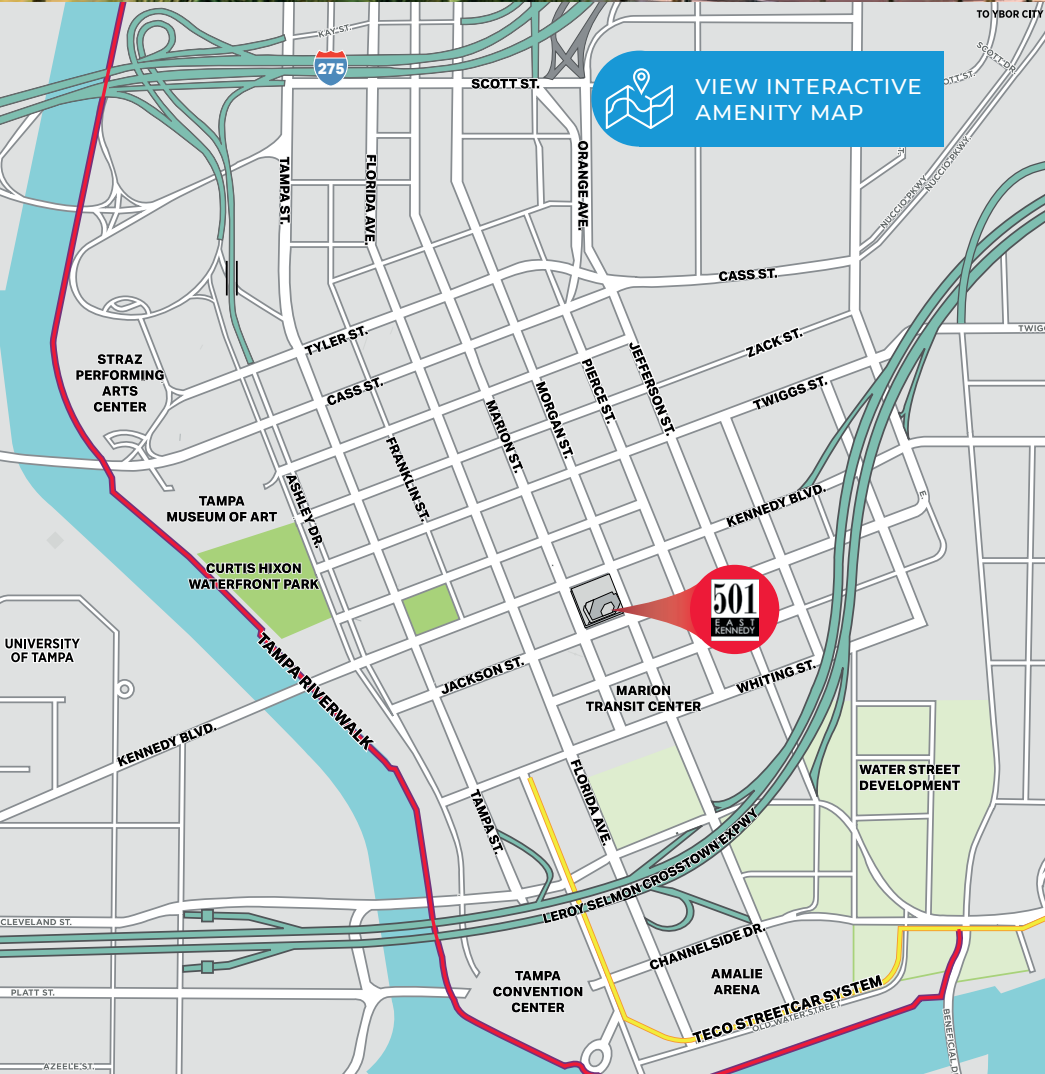 TO YBOR CITY
KAY ST.
275
SCOTT ST.
SCOTT DR.
VIEW INTERACTIVE
AMENITY MAP
TAMPA ST.
FLORIDA AVE.
ORANGE AVE.
NUCCIO PKWY
NUCCIO PKWY.
CASS ST.
TYLER ST.
ZACK ST.
STRAZ
PERFORMING
ARTS
CENTER
CASS ST.
JEFFERSON ST.
PIERCE ST.
TWIGGS ST.
MORGAN ST.
MARION ST.
FRANKLIN ST.
ASHLEY DR.
TAMPA
MUSEUM OF ART
KENNEDY BLVD.
CURTIS HIXON
WATERFRONT PARK
501
EAST
KENNEDY
UNIVERSITY
OF TAMPA
TAMPA RIVERWALK
JACKSON ST.
WHITING ST.
MARION
TRANSIT CENTER
KENNEDY BLVD.
FLORIDA AVE.
TAMPA ST.
WATER STREET
DEVELOPMENT
LEROY SELMON CROSSTOWN EXPWY
CLEVELAND ST.
CHANNELSIDE DR.
TAMPA
CONVENTION
CENTER
AMALIE
ARENA
PLATT ST.
TECO STREETCAR SYSTEM
OLD WATER STREET
BENEFICIAL D
AZEELE ST.